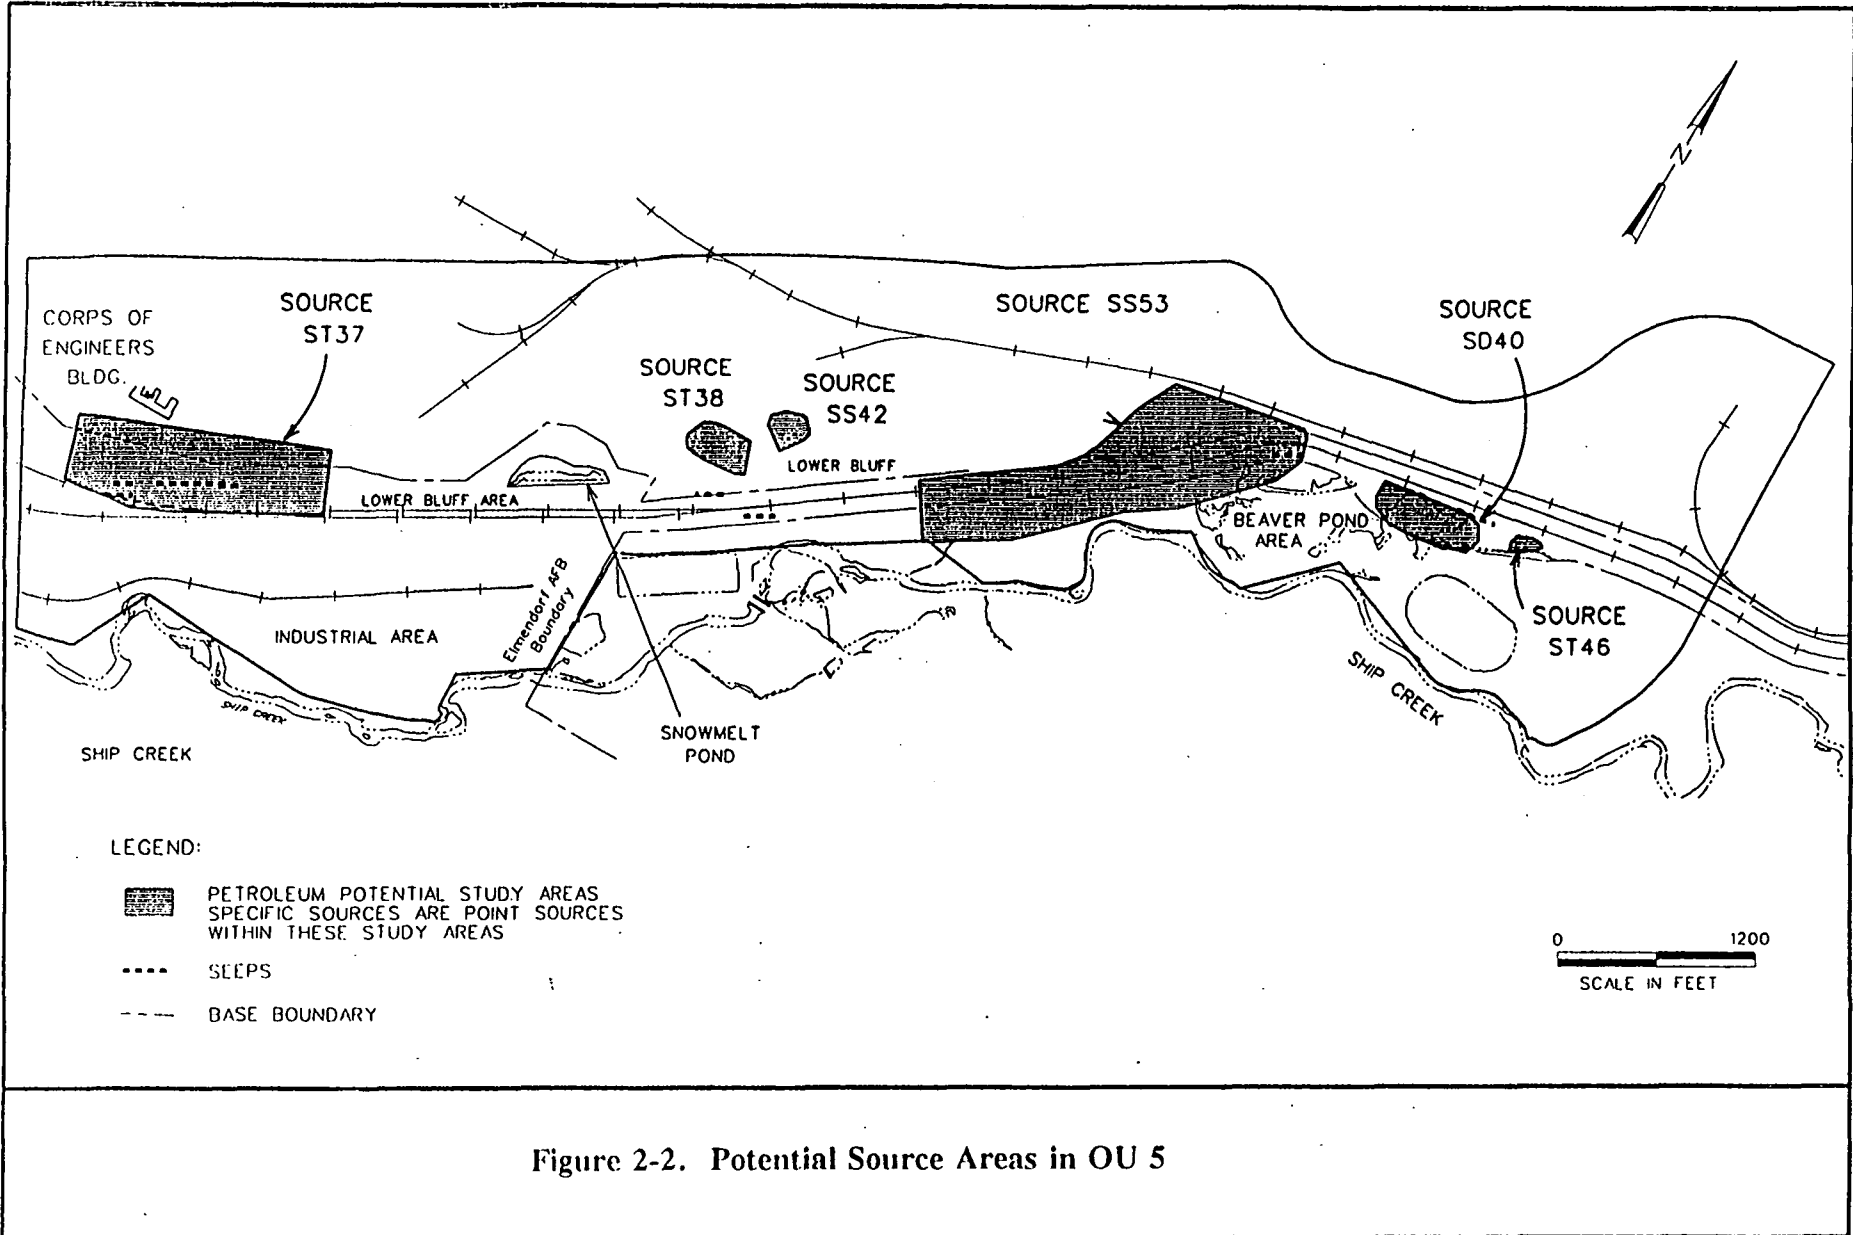 N
SOURCE
ST37
CORPS OF
ENGINEERS
BLDG.
SOURCE SS53
SOURCE
SD40
SOURCE
ST38
SOURCE
SS42
LOWER BLUFF
LOWER BLUFF AREA
BEAVER POND
AREA
Elmendorf AFB
Boundary
INDUSTRIAL AREA
SOURCE
ST46
SHIP CREEK
SHIP CREEK
SNOWMELT
POND
SHIP CREEK
LEGEND:
PETROLEUM POTENTIAL STUDY AREAS
SPECIFIC SOURCES ARE POINT SOURCES
WITHIN THESE STUDY AREAS
SEEPS
BASE BOUNDARY
0 1200
SCALE IN FEET
Figure 2-2. Potential Source Areas in OU 5